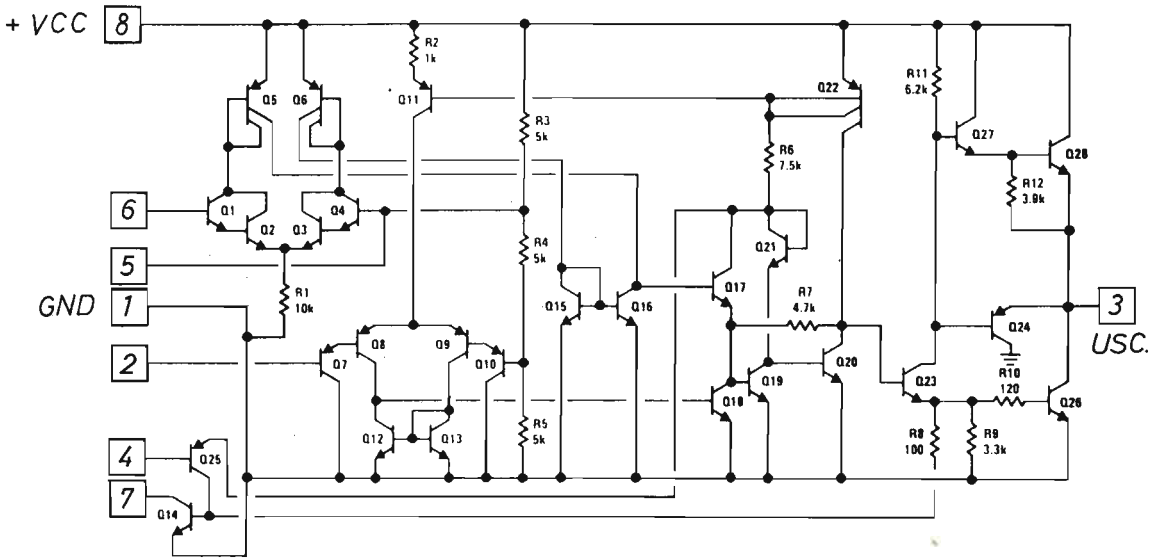 + VCC 8
R2
1k
Q5
Q6
Q11
R3
5k
Q22
R11
6.2k
Q27
Q28
R6
7.5k
R12
3.9k
6
Q1
Q2
Q3
Q4
5
R4
5k
Q21
R1
10k
GND 1
Q15
Q16
Q17
R7
4.7k
Q24
3
USC.
2
Q7
Q8
Q9
Q10
Q18
Q19
Q20
Q23
R10
120
Q26
Q12
Q13
R5
5k
R8
100
R9
3.3k
4
Q25
7
Q14